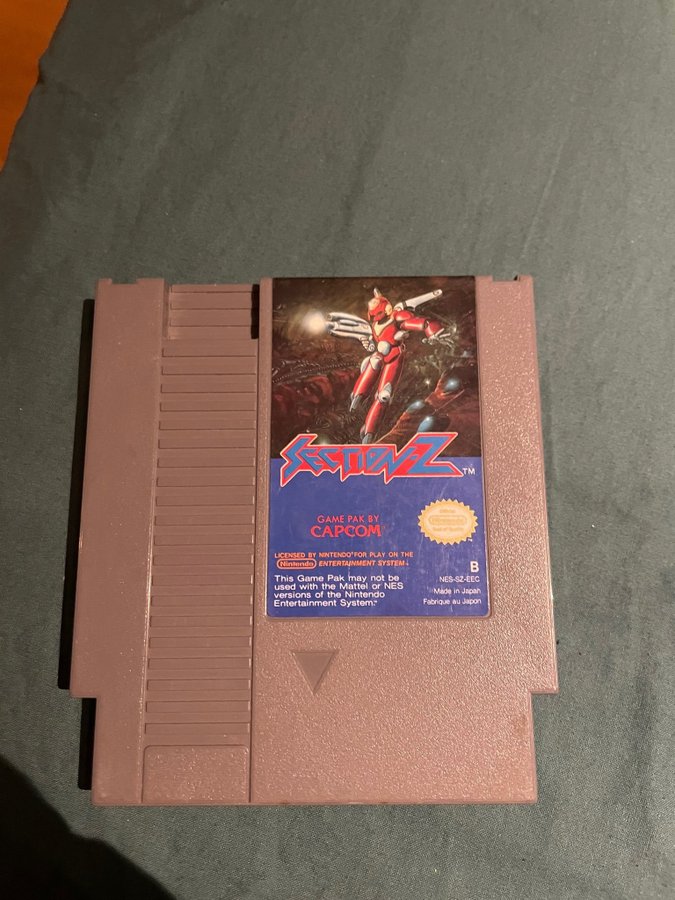 SECTION-Z TM
GAME PAK BY
CAPCOM
LICENSED BY NINTENDO® FOR PLAY ON THE
Nintendo ENTERTAINMENT SYSTEM
This Game Pak may not be
used with the Mattel or NES
versions of the Nintendo
Entertainment System.™
Nintendo
B
NES-SZ-EEC
Made in Japan
Fabriqué au Japon